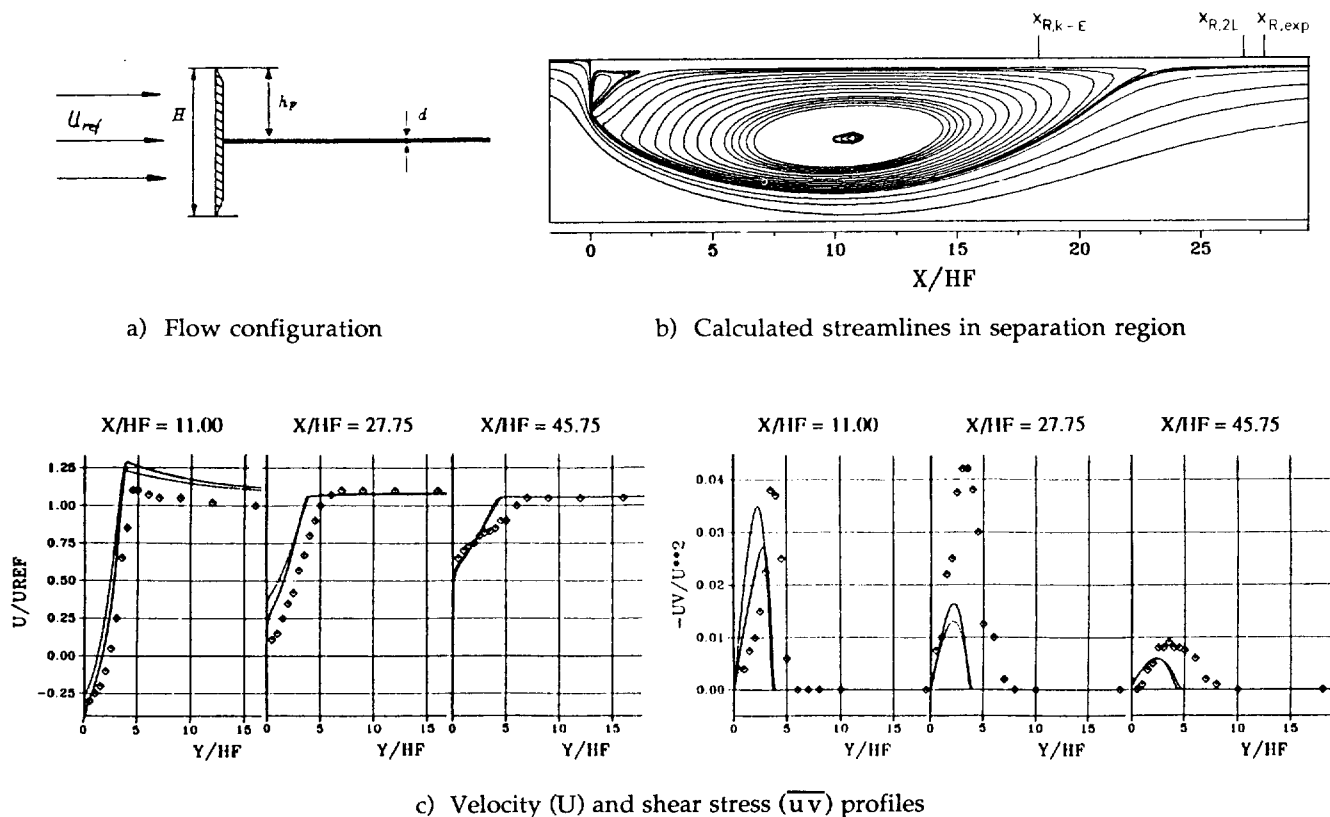 U_ref
H
h_F
d
a) Flow configuration
x_R,k-ε
x_R,2L
x_R,exp
0 5 10 15 20 25
X/HF
b) Calculated streamlines in separation region
X/HF = 11.00 X/HF = 27.75 X/HF = 45.75
U/UREF
1.25
1.00
0.75
0.50
0.25
0.00
-0.25
0 5 10 15 0 5 10 15 0 5 10 15
Y/HF Y/HF Y/HF
X/HF = 11.00 X/HF = 27.75 X/HF = 45.75
-UV/U**2
0.04
0.03
0.02
0.01
0.00
0 5 10 15 0 5 10 15 0 5 10 15
Y/HF Y/HF Y/HF
c) Velocity (U) and shear stress (u̅v̅) profiles